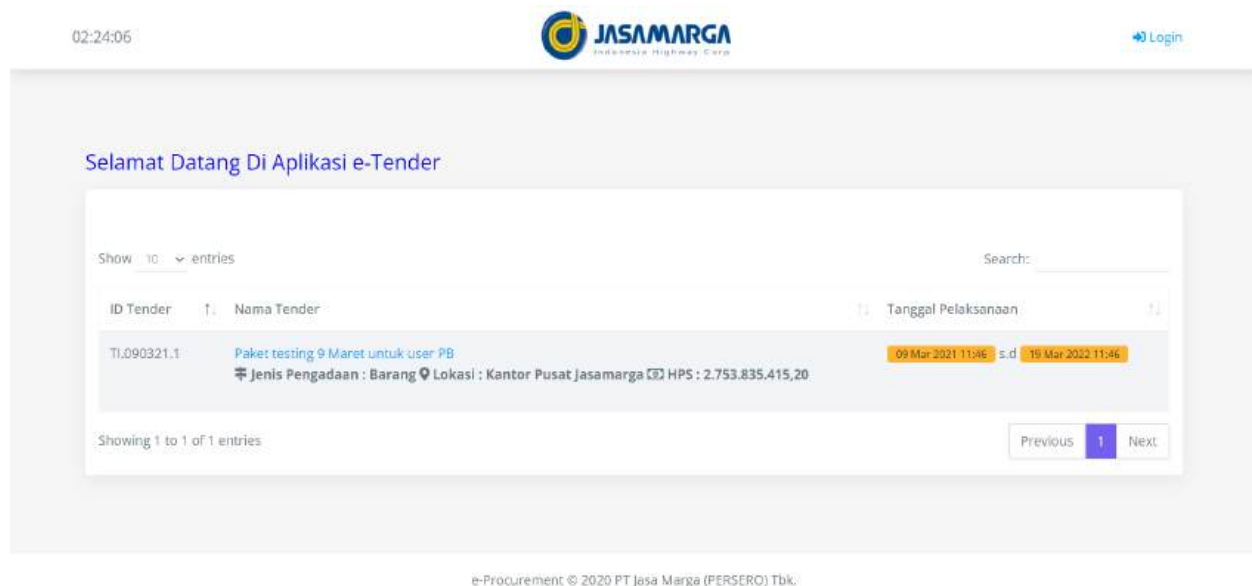 02:24:06
JASAMARGA
Indonesia Highway Corp
Login
Selamat Datang Di Aplikasi e-Tender
Show 10 entries
Search:
ID Tender Nama Tender Tanggal Pelaksanaan
TI.090321.1 Paket testing 9 Maret untuk user PB 09 Mar 2021 11:46 s.d 19 Mar 2022 11:46
Jenis Pengadaan : Barang Lokasi : Kantor Pusat Jasamarga HPS : 2.753.835.415,20
Showing 1 to 1 of 1 entries
Previous 1 Next
e-Procurement © 2020 PT Jasa Marga (PERSERO) Tbk.